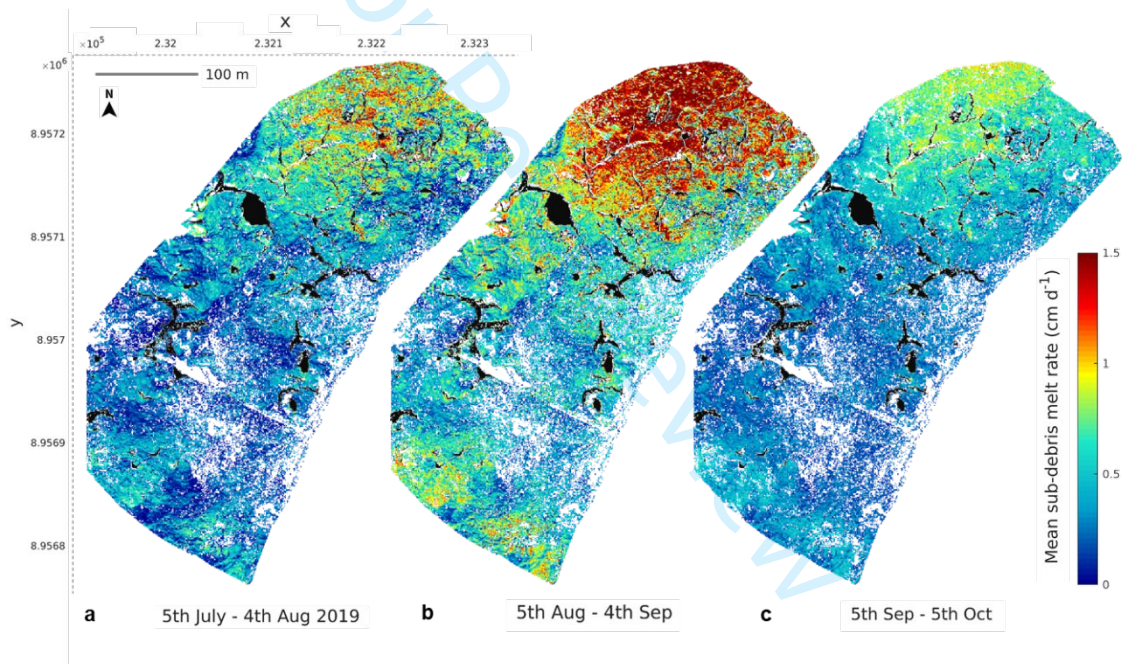 X
×10⁵ 2.32 2.321 2.322 2.323
×10⁶
100 m
N
8.9572
8.9571
y
8.957
8.9569
8.9568
Mean sub-debris melt rate (cm d⁻¹)
1.5
1
0.5
0
a 5th July - 4th Aug 2019
b 5th Aug - 4th Sep
c 5th Sep - 5th Oct